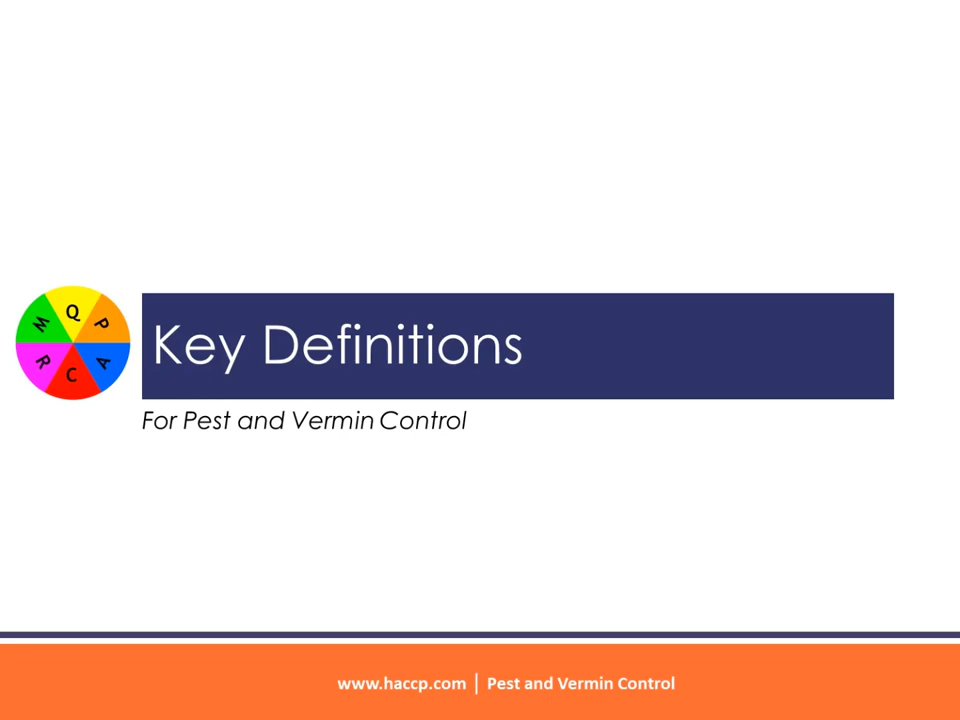 Q
P
A
C
R
M
Key Definitions
For Pest and Vermin Control
www.haccp.com | Pest and Vermin Control